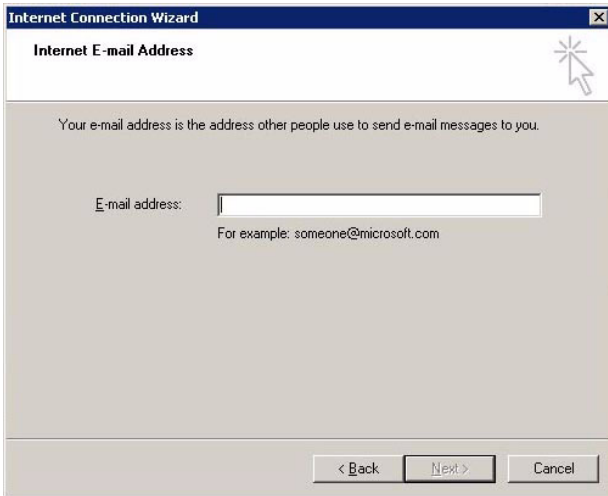 Internet Connection Wizard
Internet E-mail Address
Your e-mail address is the address other people use to send e-mail messages to you.
E-mail address:
For example: someone@microsoft.com
< Back Next > Cancel